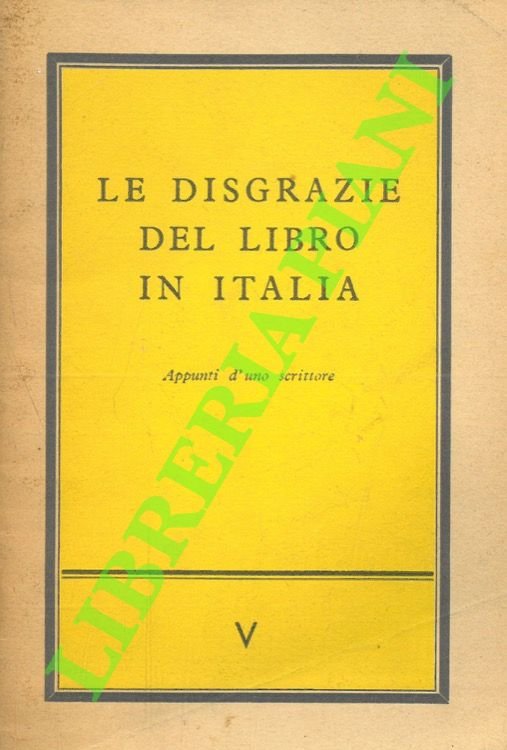 LE DISGRAZIE
DEL LIBRO
IN ITALIA
Appunti d'uno scrittore
V
LIBRERIA PIANI